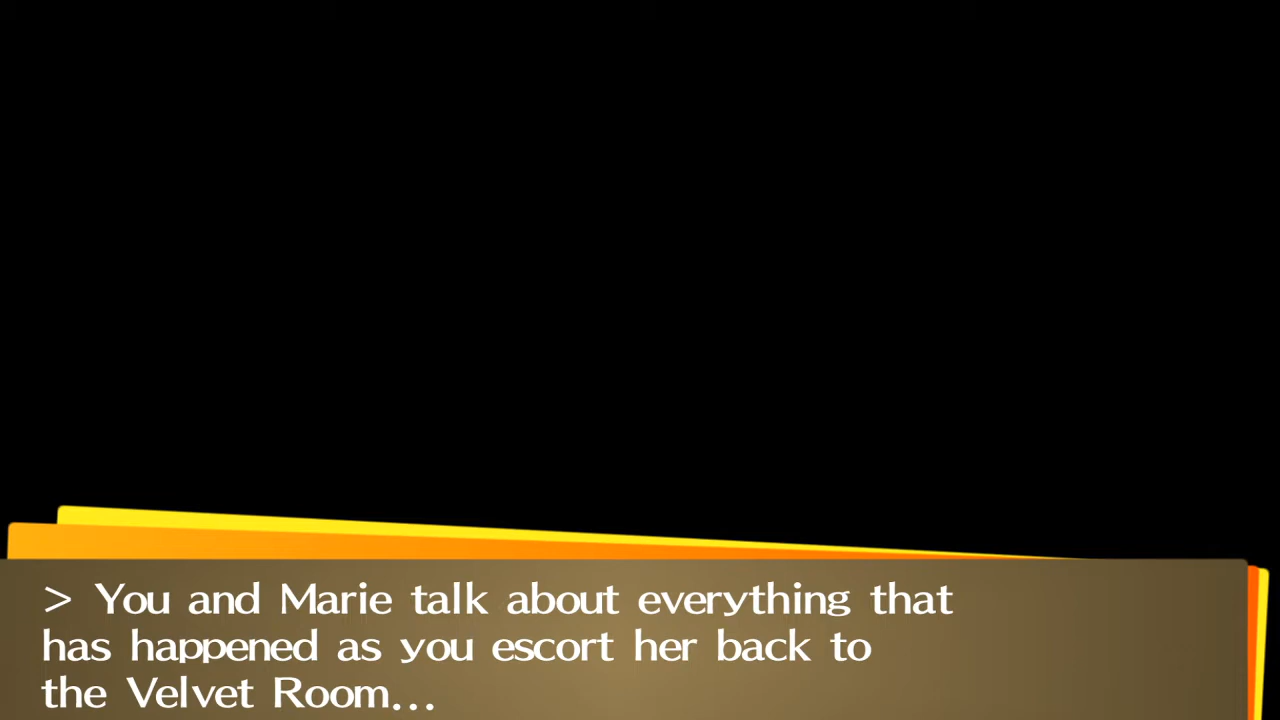 > You and Marie talk about everything that
has happened as you escort her back to
the Velvet Room...